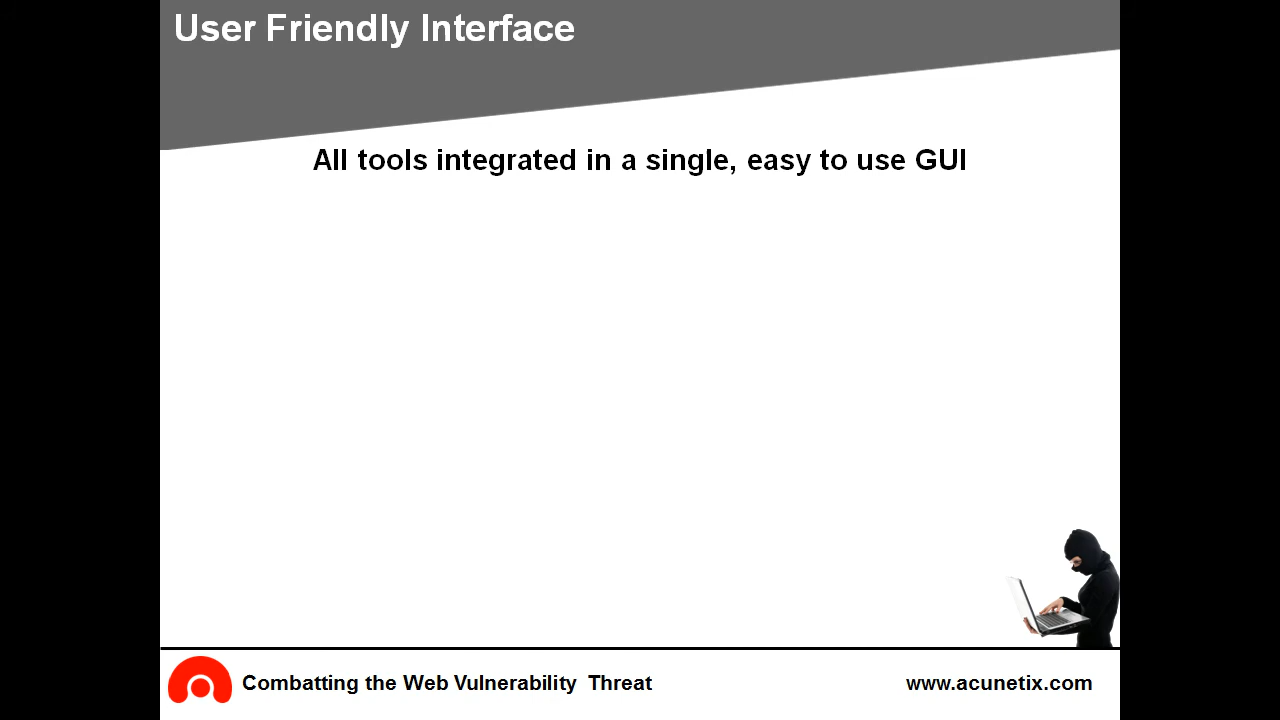 User Friendly Interface
All tools integrated in a single, easy to use GUI
Combatting the Web Vulnerability Threat
www.acunetix.com